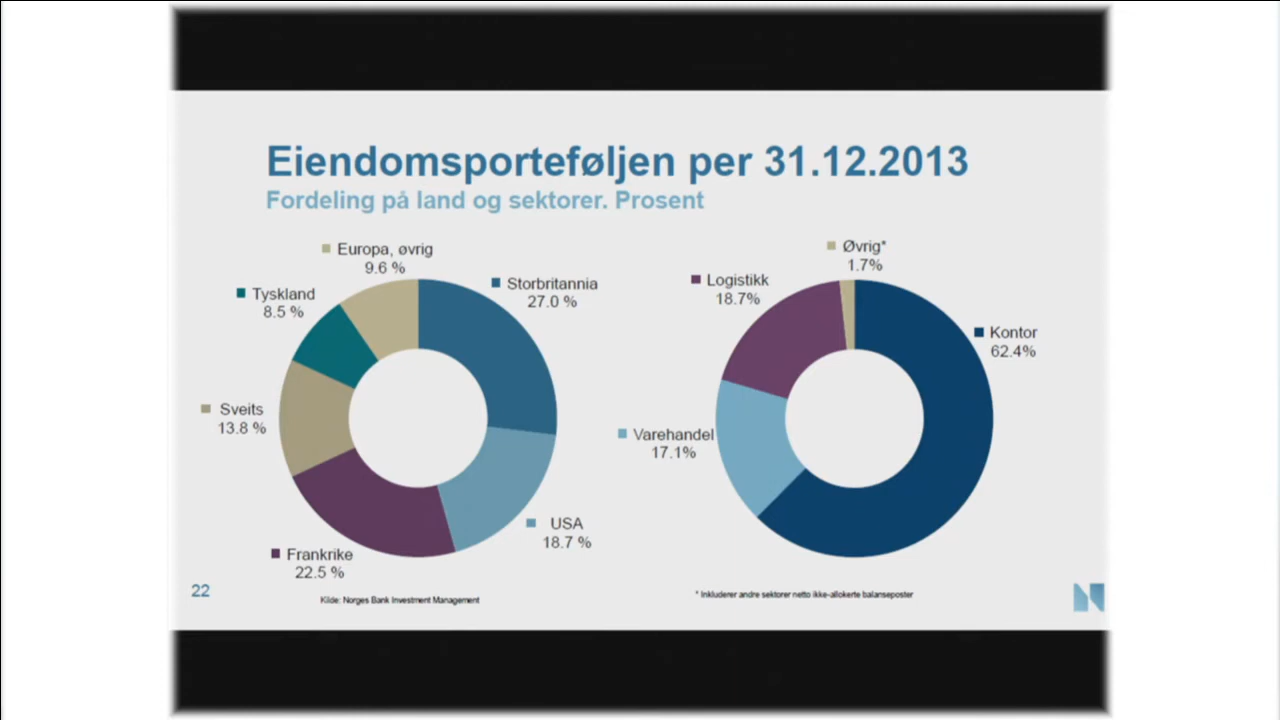 Eiendomsporteføljen per 31.12.2013
Fordeling på land og sektorer. Prosent
Europa, øvrig
9.6 %
Storbritannia
27.0 %
Tyskland
8.5 %
Sveits
13.8 %
USA
18.7 %
Frankrike
22.5 %
Øvrig*
1.7%
Logistikk
18.7%
Kontor
62.4%
Varehandel
17.1%
22
Kilde: Norges Bank Investment Management
* Inkluderer andre sektorer netto ikke-allokerte balanseposter